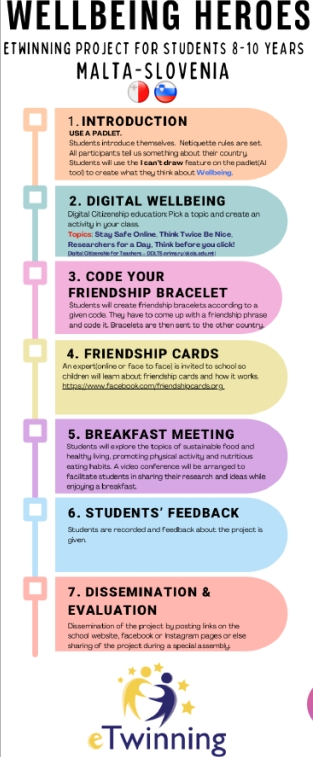 WELLBEING HEROES
ETWINNING PROJECT FOR STUDENTS 8-10 YEARS
MALTA-SLOVENIA
1. INTRODUCTION
USE A PADLET.
Students introduce themselves. Netiquette rules are set.
All participants tell us something about their country.
Students will use the I can't draw feature on the padlet(AI
tool) to create what they think about Wellbeing.
2. DIGITAL WELLBEING
Digital Citizenship education: Pick a topic and create an
activity in your class.
Topics: Stay Safe Online, Think Twice Be Nice,
Researchers for a Day, Think before you click!
Digital Citizenship for Teachers - DDLTS primary
3. CODE YOUR
FRIENDSHIP BRACELET
Students will create friendship bracelets according to a
given code. They have to come up with a friendship phrase
and code it. Bracelets are then sent to the other country.
4. FRIENDSHIP CARDS
An expert(online or face to face) is invited to school so
children will learn about friendship cards and how it works.
https://www.facebook.com/friendshipcards.org
5. BREAKFAST MEETING
Students will explore the topics of sustainable food and
healthy living, promoting physical activity and nutritious
eating habits. A video conference will be arranged to
facilitate students in sharing their research and ideas while
enjoying a breakfast.
6. STUDENTS' FEEDBACK
Students are recorded and feedback about the project is
given.
7. DISSEMINATION &
EVALUATION
Dissemination of the project by posting links on the
school website, facebook or Instagram pages or else
sharing of the project during a special assembly.
eTwinning